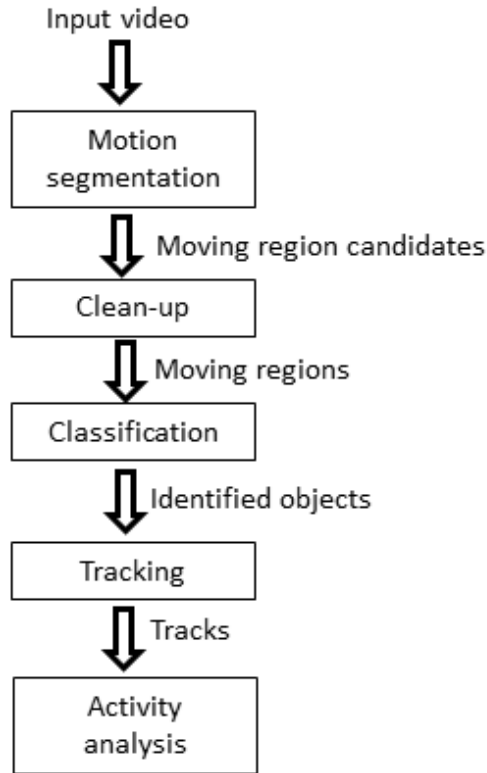 Input video
Motion
segmentation
Moving region candidates
Clean-up
Moving regions
Classification
Identified objects
Tracking
Tracks
Activity
analysis